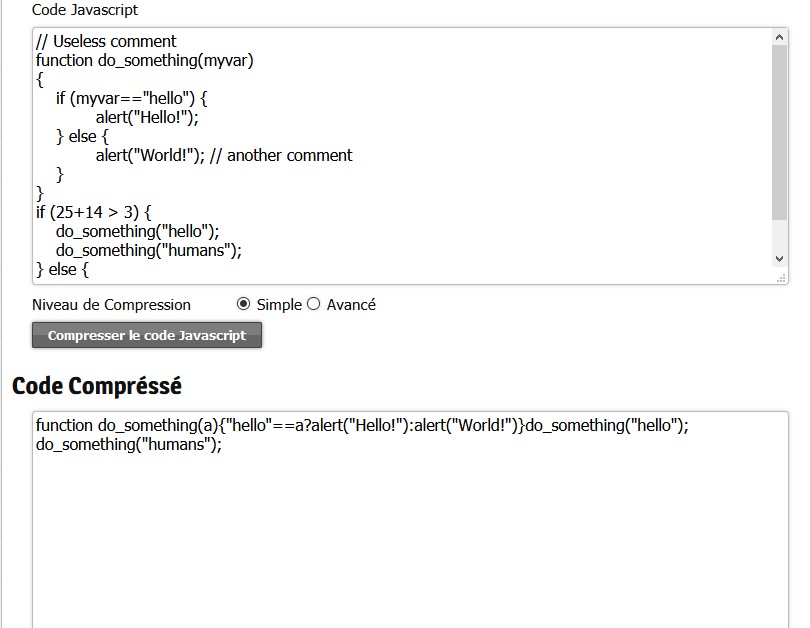 Code Javascript
// Useless comment
function do_something(myvar)
{
if (myvar=="hello") {
alert("Hello!");
} else {
alert("World!"); // another comment
}
}
if (25+14 > 3) {
do_something("hello");
do_something("humans");
} else {
Niveau de Compression Simple Avancé
Compresser le code Javascript
Code Compréssé
function do_something(a){"hello"==a?alert("Hello!"):alert("World!")}do_something("hello");
do_something("humans");